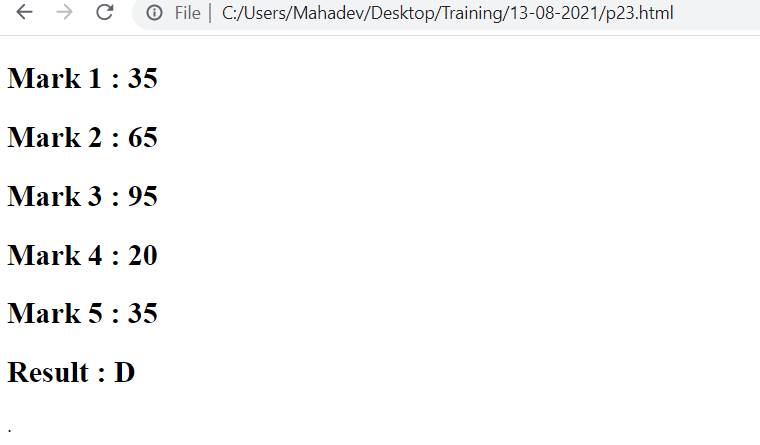 File | C:/Users/Mahadev/Desktop/Training/13-08-2021/p23.html
Mark 1 : 35
Mark 2 : 65
Mark 3 : 95
Mark 4 : 20
Mark 5 : 35
Result : D
.